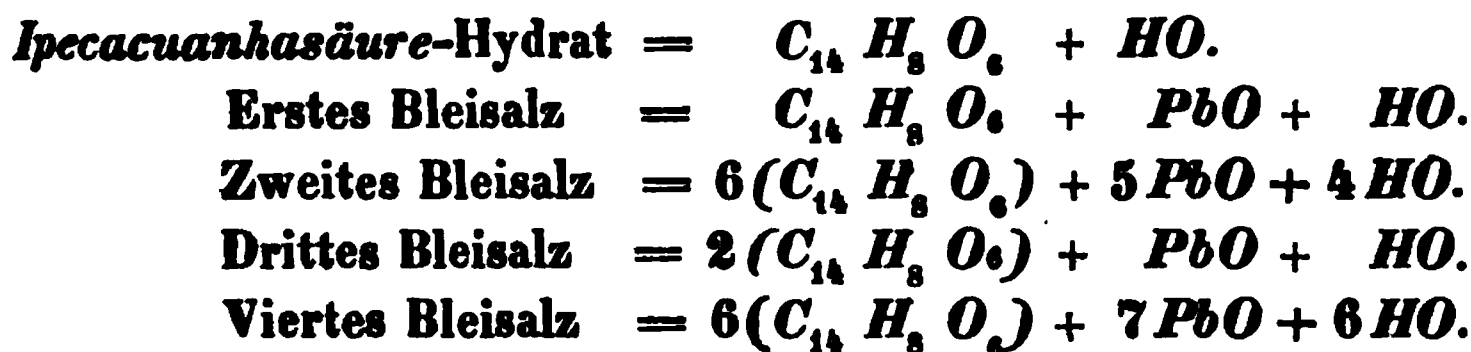 Ipecacuanhasäure-Hydrat = C₁₄ H₈ O₆ + HO.
Erstes Bleisalz = C₁₄ H₈ O₆ + PbO + HO.
Zweites Bleisalz = 6(C₁₄ H₈ O₆) + 5PbO + 4HO.
Drittes Bleisalz = 2(C₁₄ H₈ O₆) + PbO + HO.
Viertes Bleisalz = 6(C₁₄ H₈ O₆) + 7PbO + 6HO.